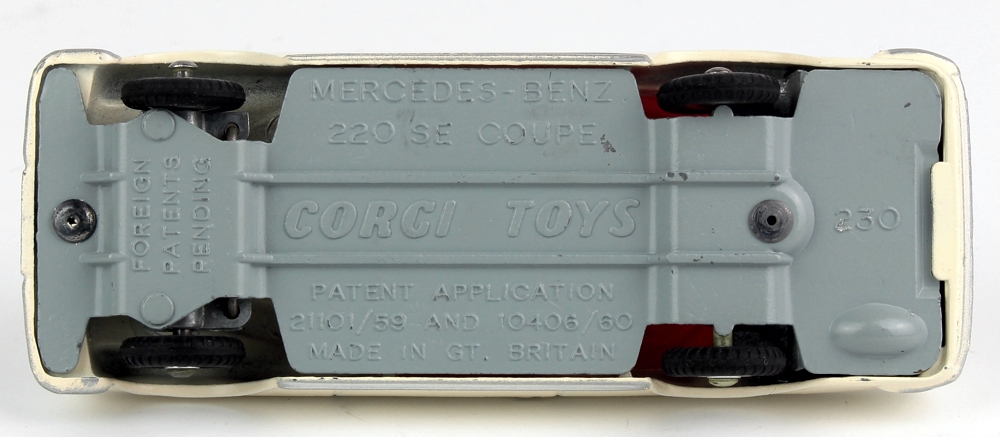 MERCEDES-BENZ
220 SE COUPE
CORGI TOYS
PATENT APPLICATION
21101/59 AND 10406/60
MADE IN GT. BRITAIN
FOREIGN
PATENTS
PENDING
230